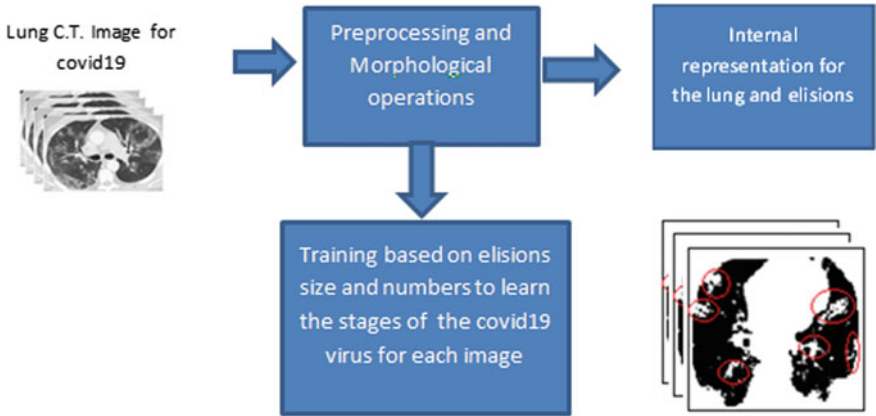 Lung C.T. Image for
covid19
Preprocessing and
Morphological
operations
Internal
representation for
the lung and elisions
Training based on elisions
size and numbers to learn
the stages of the covid19
virus for each image